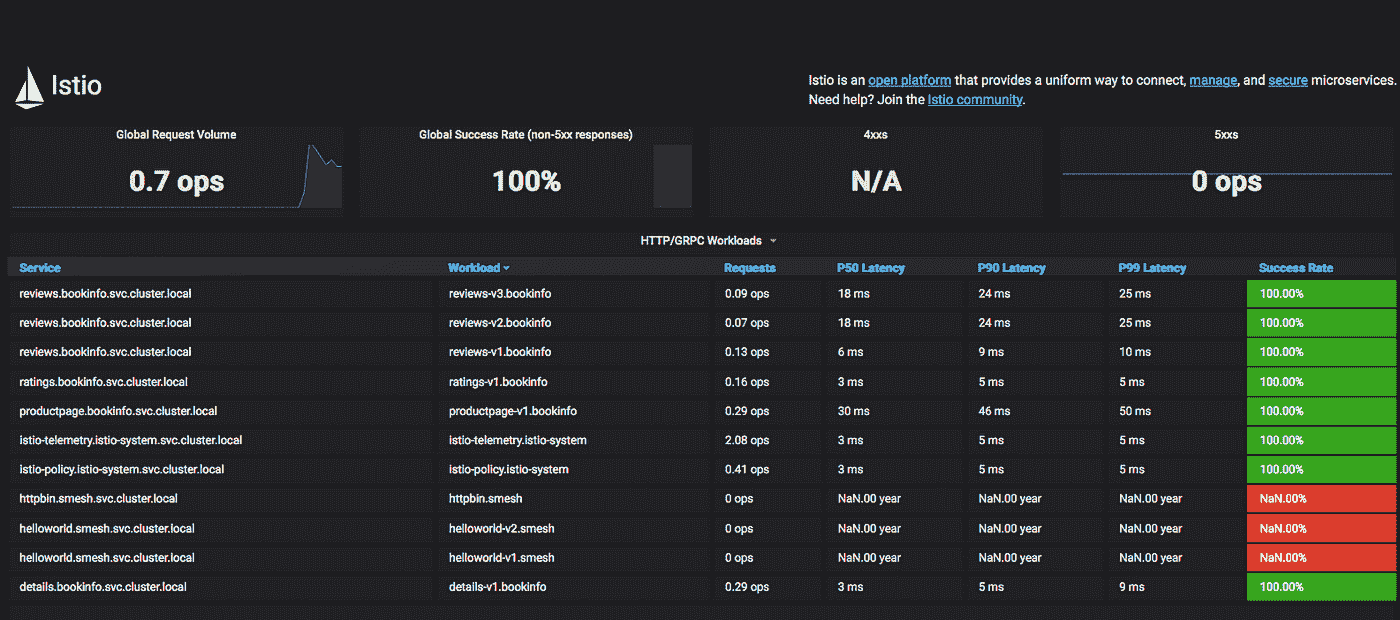 Istio
Istio is an open platform that provides a uniform way to connect, manage, and secure microservices.
Need help? Join the Istio community.
Global Request Volume
0.7 ops
Global Success Rate (non-5xx responses)
100%
4xxs
N/A
5xxs
0 ops
HTTP/GRPC Workloads
Service Workload Requests P50 Latency P90 Latency P99 Latency Success Rate
reviews.bookinfo.svc.cluster.local reviews-v3.bookinfo 0.09 ops 18 ms 24 ms 25 ms 100.00%
reviews.bookinfo.svc.cluster.local reviews-v2.bookinfo 0.07 ops 18 ms 24 ms 25 ms 100.00%
reviews.bookinfo.svc.cluster.local reviews-v1.bookinfo 0.13 ops 6 ms 9 ms 10 ms 100.00%
ratings.bookinfo.svc.cluster.local ratings-v1.bookinfo 0.16 ops 3 ms 5 ms 5 ms 100.00%
productpage.bookinfo.svc.cluster.local productpage-v1.bookinfo 0.29 ops 30 ms 46 ms 50 ms 100.00%
istio-telemetry.istio-system.svc.cluster.local istio-telemetry.istio-system 2.08 ops 3 ms 5 ms 5 ms 100.00%
istio-policy.istio-system.svc.cluster.local istio-policy.istio-system 0.41 ops 3 ms 5 ms 5 ms 100.00%
httpbin.smesh.svc.cluster.local httpbin.smesh 0 ops NaN.00 year NaN.00 year NaN.00 year NaN.00%
helloworld.smesh.svc.cluster.local helloworld-v2.smesh 0 ops NaN.00 year NaN.00 year NaN.00 year NaN.00%
helloworld.smesh.svc.cluster.local helloworld-v1.smesh 0 ops NaN.00 year NaN.00 year NaN.00 year NaN.00%
details.bookinfo.svc.cluster.local details-v1.bookinfo 0.29 ops 3 ms 5 ms 9 ms 100.00%